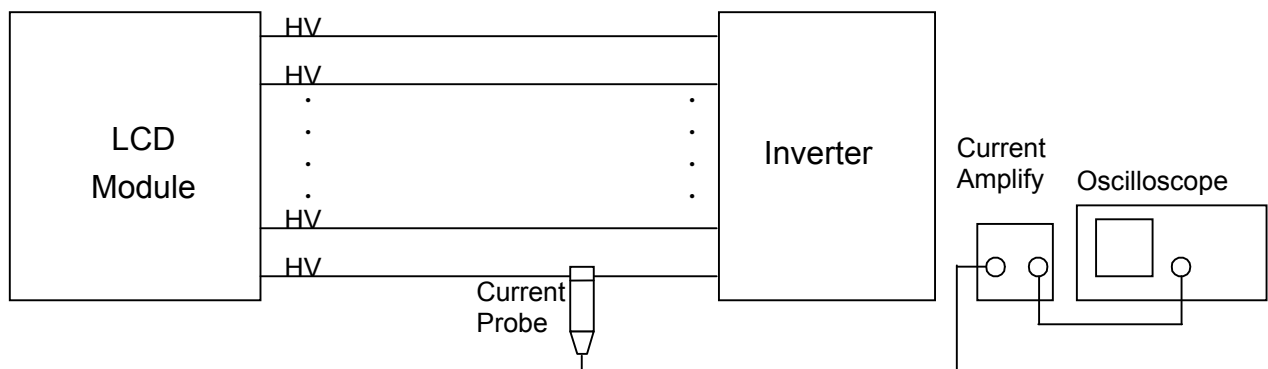 HV
HV
LCD
Module
Inverter
HV
HV
Current
Probe
Current
Amplify
Oscilloscope